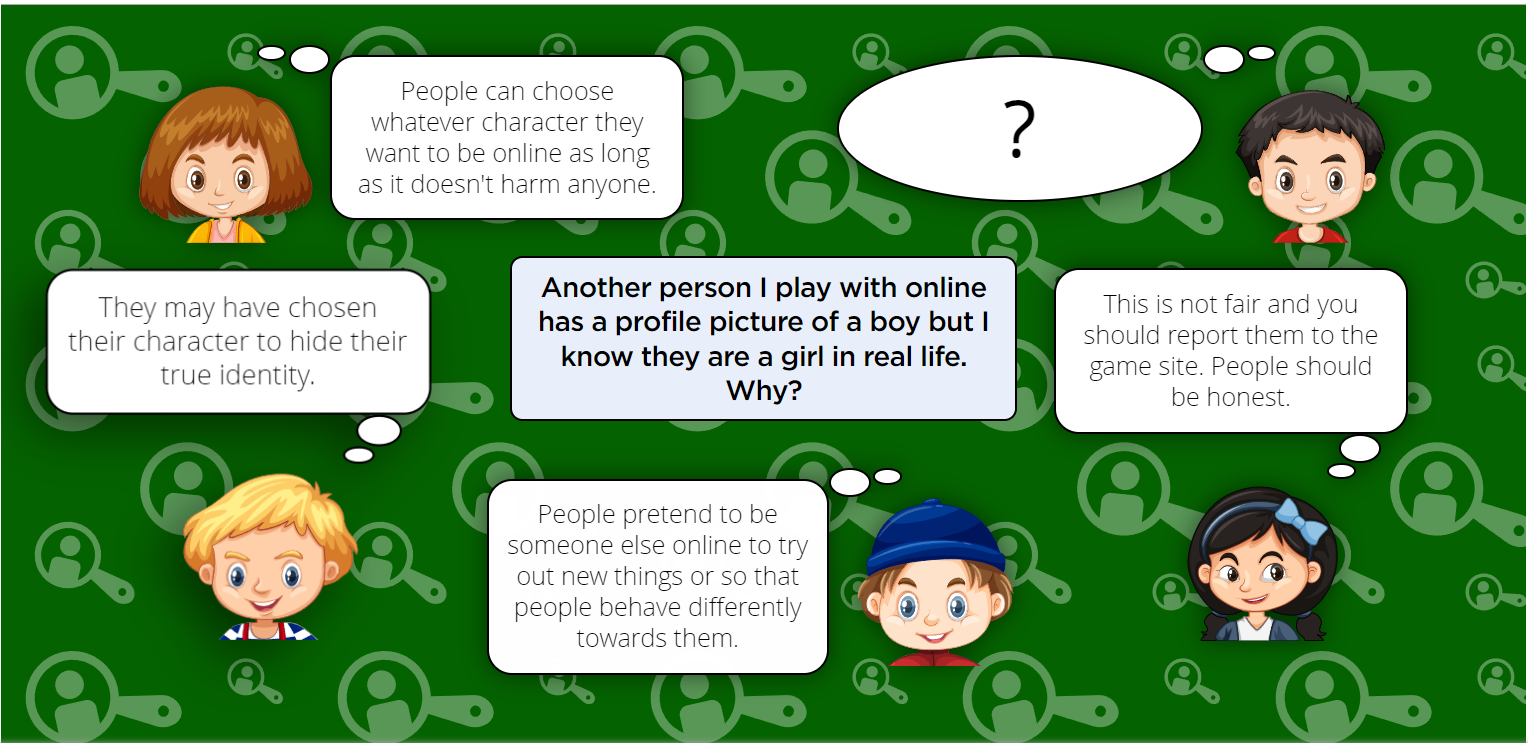 People can choose
whatever character they
want to be online as long
as it doesn't harm anyone.
?
They may have chosen
their character to hide their
true identity.
Another person I play with online
has a profile picture of a boy but I
know they are a girl in real life.
Why?
This is not fair and you
should report them to the
game site. People should
be honest.
People pretend to be
someone else online to try
out new things or so that
people behave differently
towards them.